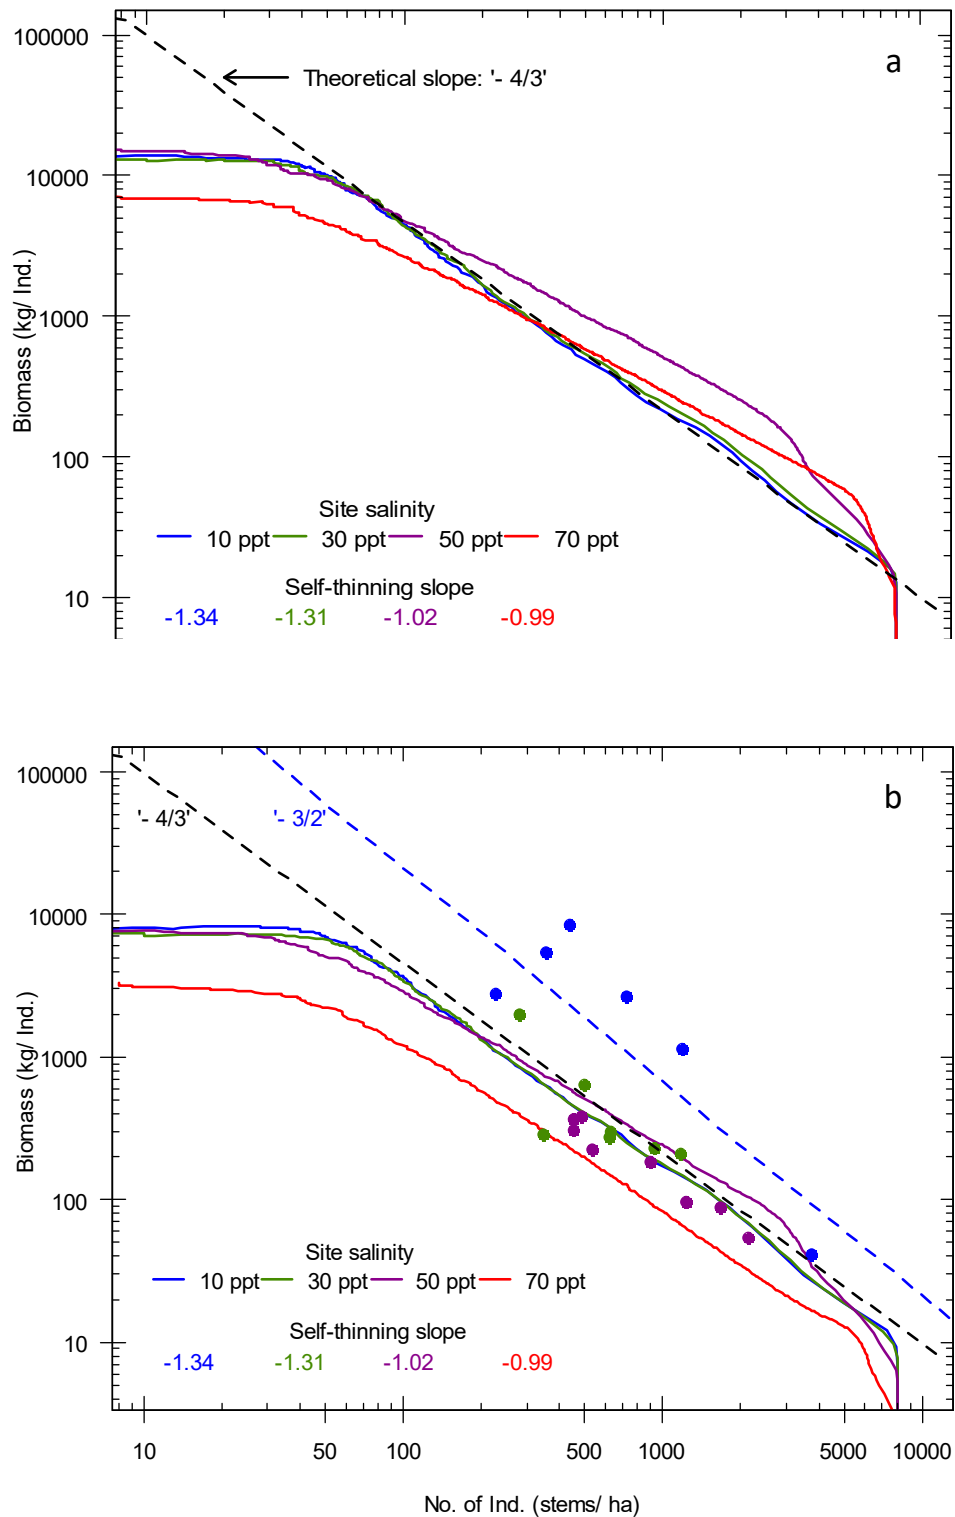 a
100000
Theoretical slope: '- 4/3'
10000
1000
100
10
Biomass (kg/ Ind.)
Site salinity
10 ppt 30 ppt 50 ppt 70 ppt
Self-thinning slope
-1.34 -1.31 -1.02 -0.99
b
100000
'- 4/3' '- 3/2'
10000
1000
100
10
Biomass (kg/ Ind.)
Site salinity
10 ppt 30 ppt 50 ppt 70 ppt
Self-thinning slope
-1.34 -1.31 -1.02 -0.99
10 50 100 500 1000 5000 10000
No. of Ind. (stems/ ha)